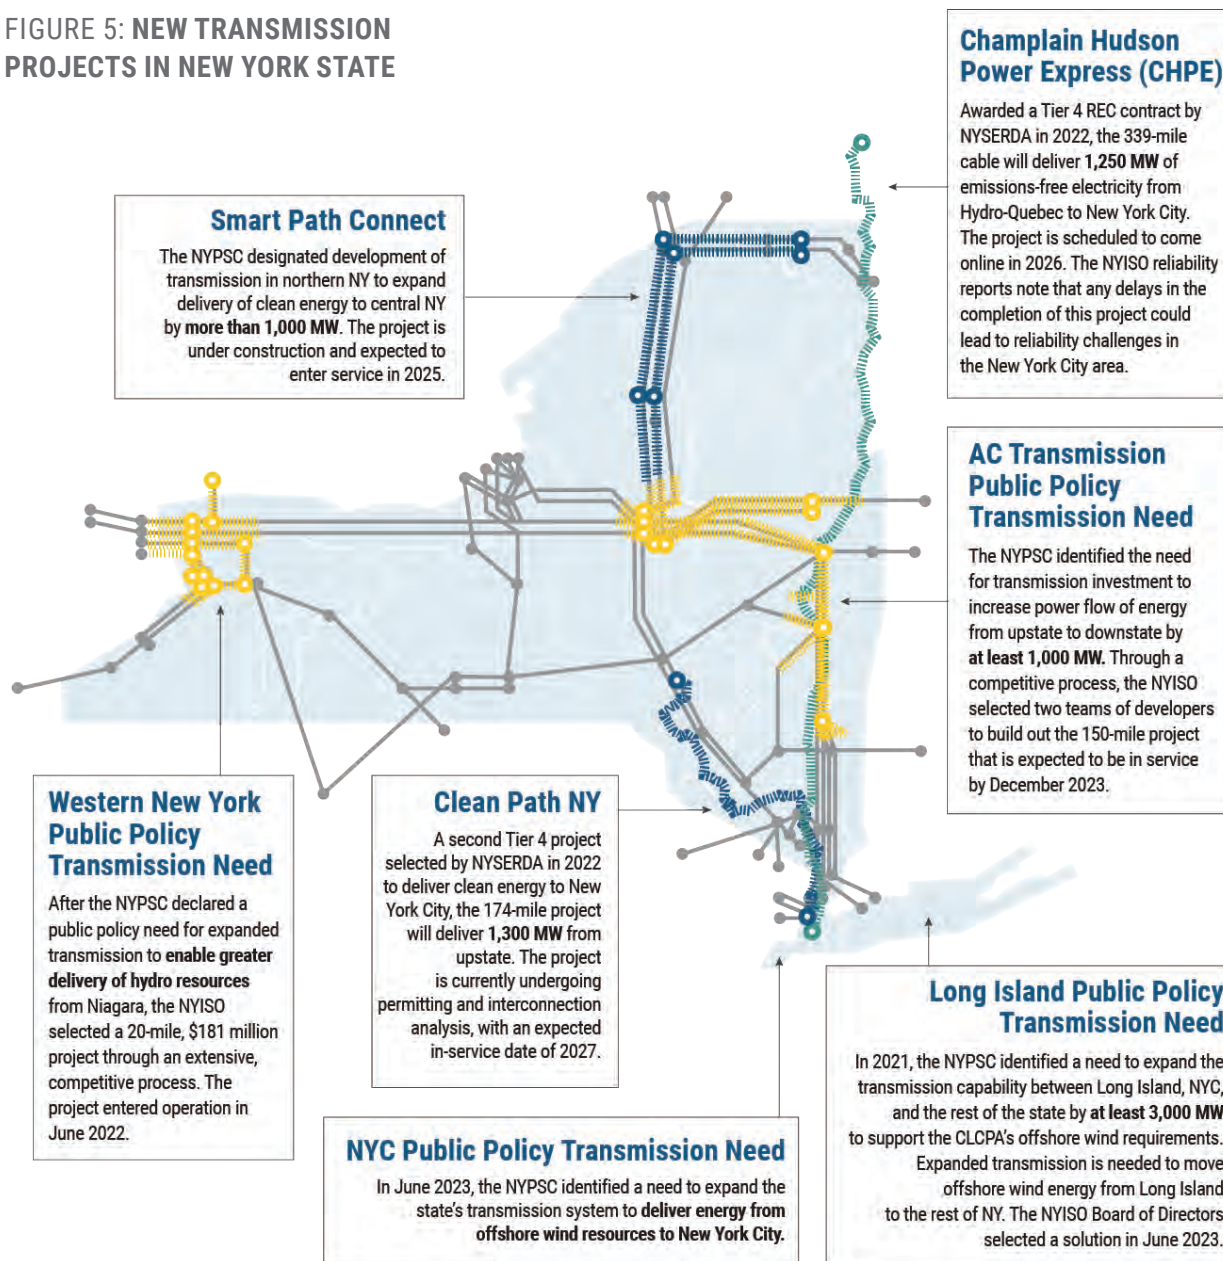 FIGURE 5: NEW TRANSMISSION
PROJECTS IN NEW YORK STATE
Champlain Hudson
Power Express (CHPE)
Awarded a Tier 4 REC contract by
NYSERDA in 2022, the 339-mile
cable will deliver 1,250 MW of
emissions-free electricity from
Hydro-Quebec to New York City.
The project is scheduled to come
online in 2026. The NYISO reliability
reports note that any delays in the
completion of this project could
lead to reliability challenges in
the New York City area.
Smart Path Connect
The NYPSC designated development of
transmission in northern NY to expand
delivery of clean energy to central NY
by more than 1,000 MW. The project is
under construction and expected to
enter service in 2025.
AC Transmission
Public Policy
Transmission Need
The NYPSC identified the need
for transmission investment to
increase power flow of energy
from upstate to downstate by
at least 1,000 MW. Through a
competitive process, the NYISO
selected two teams of developers
to build out the 150-mile project
that is expected to be in service
by December 2023.
Western New York
Public Policy
Transmission Need
After the NYPSC declared a
public policy need for expanded
transmission to enable greater
delivery of hydro resources
from Niagara, the NYISO
selected a 20-mile, $181 million
project through an extensive,
competitive process. The
project entered operation in
June 2022.
Clean Path NY
A second Tier 4 project
selected by NYSERDA in 2022
to deliver clean energy to New
York City, the 174-mile project
will deliver 1,300 MW from
upstate. The project
is currently undergoing
permitting and interconnection
analysis, with an expected
in-service date of 2027.
NYC Public Policy Transmission Need
In June 2023, the NYPSC identified a need to expand the
state's transmission system to deliver energy from
offshore wind resources to New York City.
Long Island Public Policy
Transmission Need
In 2021, the NYPSC identified a need to expand the
transmission capability between Long Island, NYC,
and the rest of the state by at least 3,000 MW
to support the CLCPA's offshore wind requirements.
Expanded transmission is needed to move
offshore wind energy from Long Island
to the rest of NY. The NYISO Board of Directors
selected a solution in June 2023.